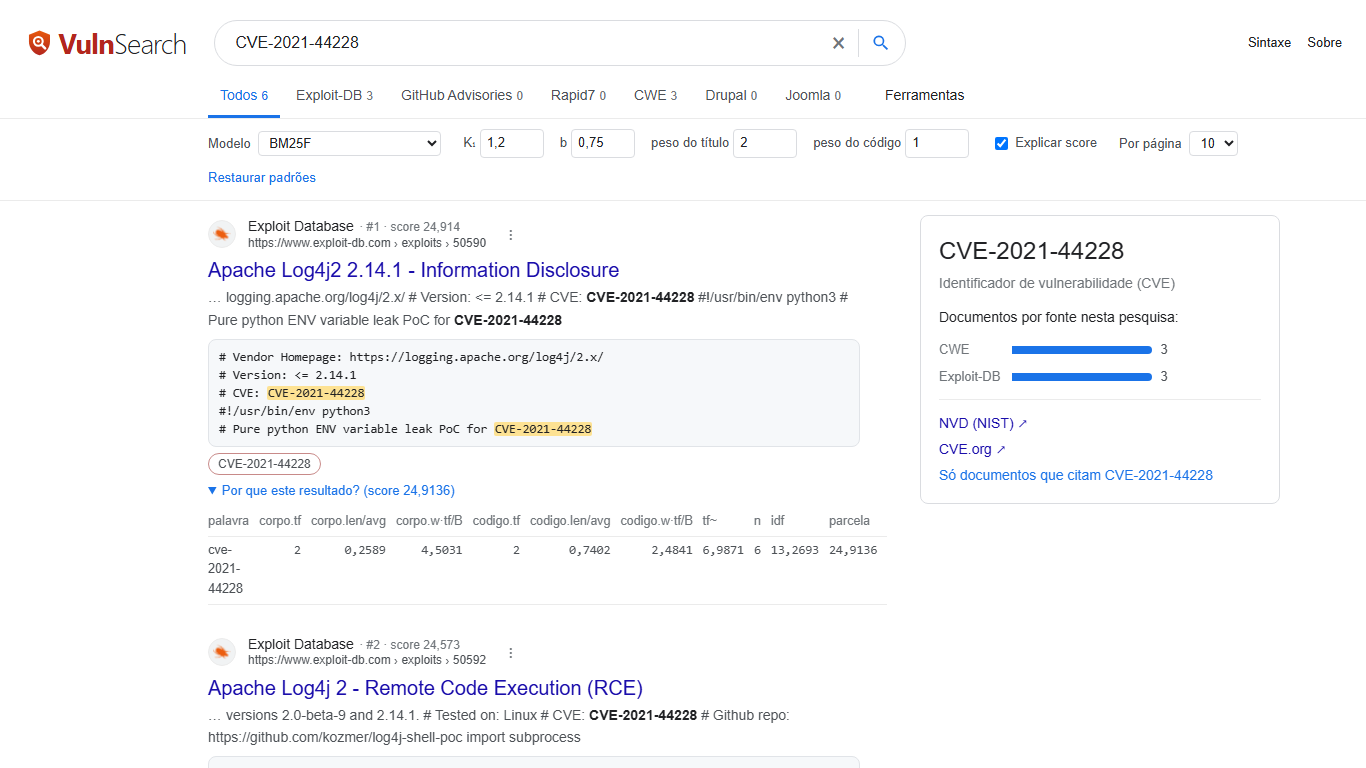 VulnSearch CVE-2021-44228 Sintaxe Sobre
Todos 6 Exploit-DB 3 GitHub Advisories 0 Rapid7 0 CWE 3 Drupal 0 Joomla 0 Ferramentas
Modelo BM25F K₁ 1,2 b 0,75 peso do título 2 peso do código 1 Explicar score Por página 10
Restaurar padrões
Exploit Database · #1 · score 24,914
https://www.exploit-db.com › exploits › 50590
Apache Log4j2 2.14.1 - Information Disclosure
… logging.apache.org/log4j/2.x/ # Version: <= 2.14.1 # CVE: CVE-2021-44228 #!/usr/bin/env python3 #
Pure python ENV variable leak PoC for CVE-2021-44228
# Vendor Homepage: https://logging.apache.org/log4j/2.x/
# Version: <= 2.14.1
# CVE: CVE-2021-44228
#!/usr/bin/env python3
# Pure python ENV variable leak PoC for CVE-2021-44228
CVE-2021-44228
▼ Por que este resultado? (score 24,9136)
palavra corpo.tf corpo.len/avg corpo.w·tf/B codigo.tf codigo.len/avg codigo.w·tf/B tf~ n idf parcela
cve- 2 0,2589 4,5031 2 0,7402 2,4841 6,9871 6 13,2693 24,9136
2021-
44228
Exploit Database · #2 · score 24,573
https://www.exploit-db.com › exploits › 50592
Apache Log4j 2 - Remote Code Execution (RCE)
… versions 2.0-beta-9 and 2.14.1. # Tested on: Linux # CVE: CVE-2021-44228 # Github repo:
https://github.com/kozmer/log4j-shell-poc import subprocess
CVE-2021-44228
Identificador de vulnerabilidade (CVE)
Documentos por fonte nesta pesquisa:
CWE 3
Exploit-DB 3
NVD (NIST) ↗
CVE.org ↗
Só documentos que citam CVE-2021-44228